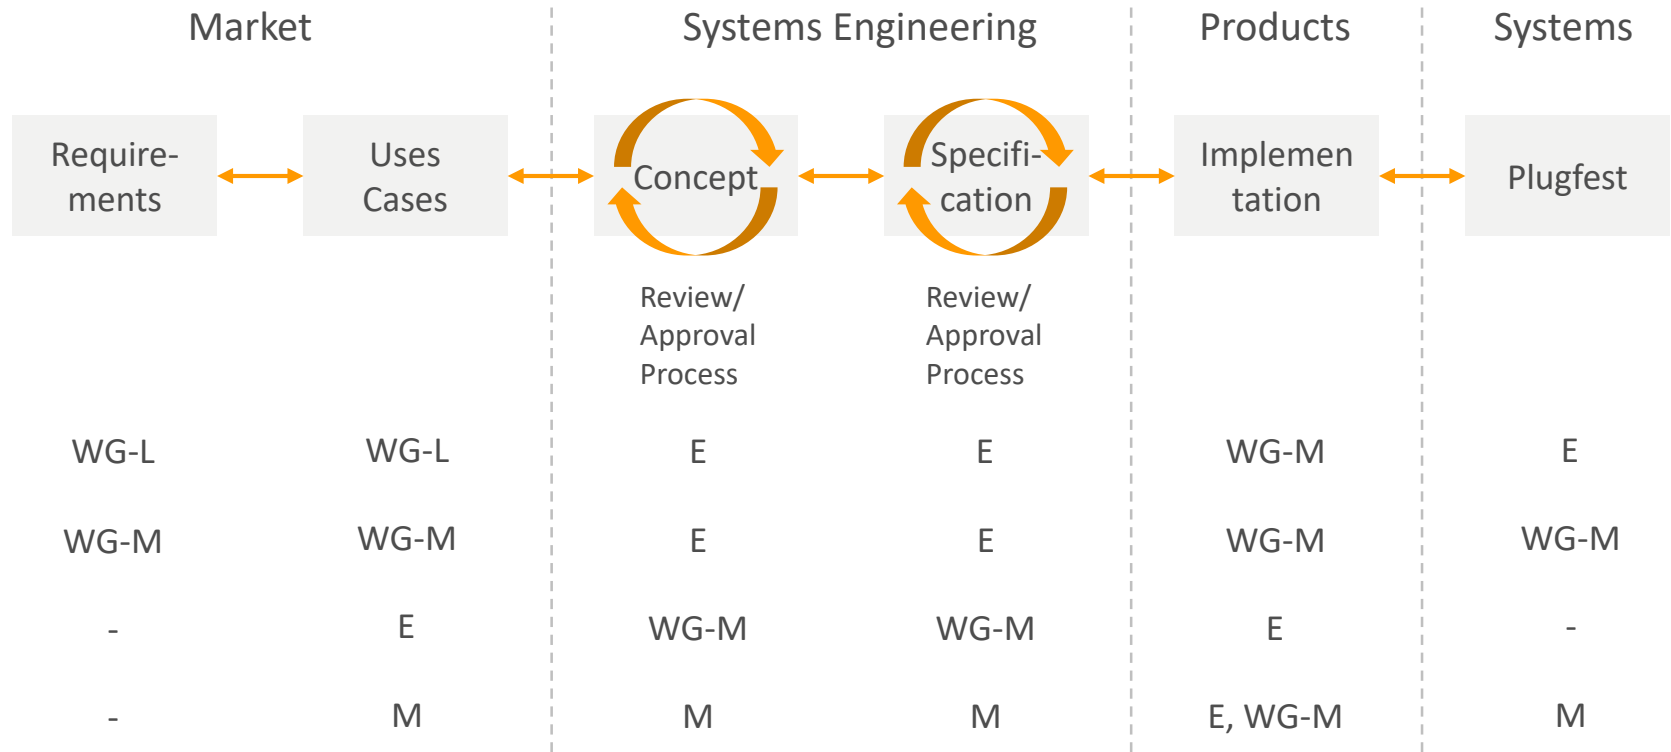 Market
Systems Engineering
Products
Systems
Require-
ments
Uses
Cases
Concept
Specifi-
cation
Implemen
tation
Plugfest
Review/
Approval
Process
Review/
Approval
Process
WG-L WG-L E E WG-M E
WG-M WG-M E E WG-M WG-M
- E WG-M WG-M E -
- M M M E, WG-M M